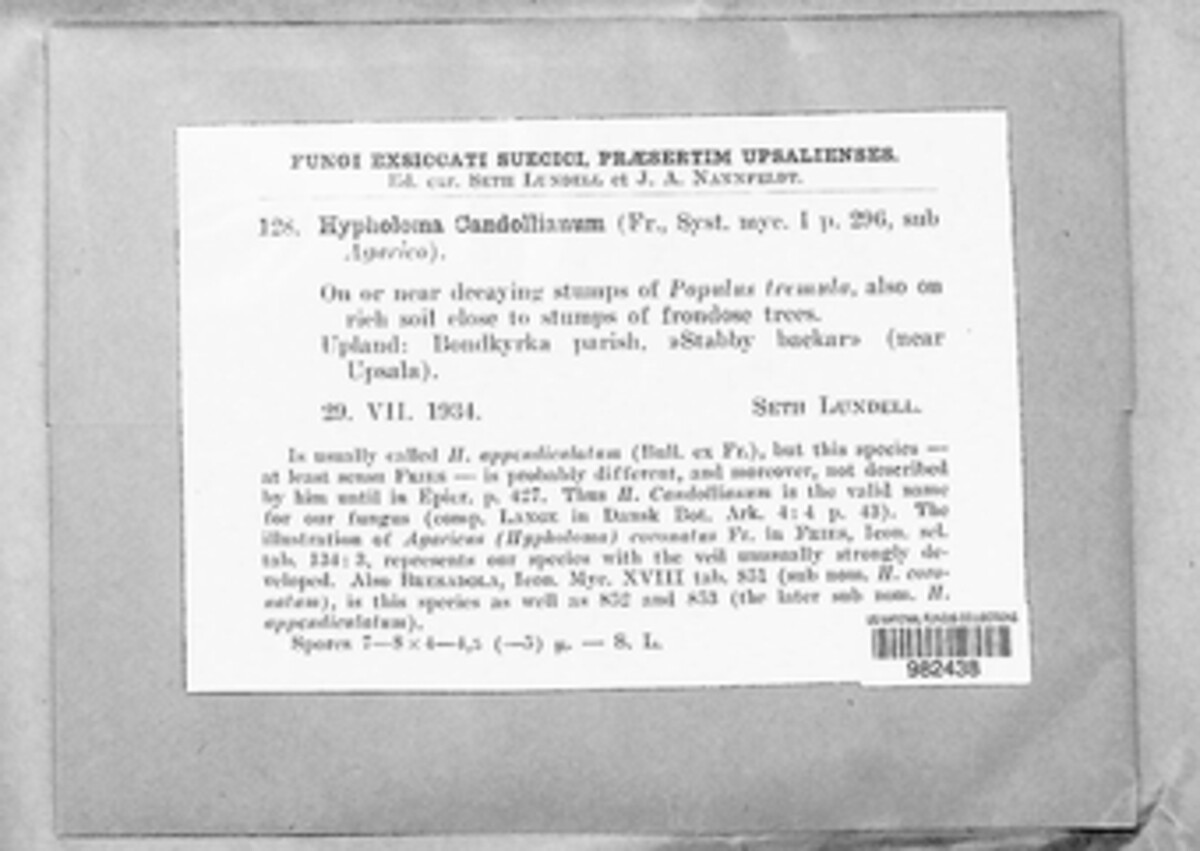 FUNGI EXSICCATI SUECICI, PRÆSERTIM UPSALIENSES.
Ed. cur. SETH LUNDELL et J. A. NANNFELDT.
128. Hypholoma Candollianum (Fr., Syst. myc. I p. 296, sub
Agarico).
On or near decaying stumps of Populus tremula, also on
rich soil close to stumps of frondose trees.
Upland: Bondkyrka parish, »Stabby backar» (near
Upsala).
29. VII. 1934. SETH LUNDELL.
Is usually called H. appendiculatum (Bull. ex Fr.), but this species —
at least sensu FRIES — is probably different, and moreover, not described
by him until in Epicr. p. 427. Thus H. Candollianum is the valid name
for our fungus (comp. LANGE in Dansk Bot. Ark. 4: 4 p. 43). The
illustration of Agaricus (Hypholoma) coronatus Fr. in FRIES, Icon. sel.
tab. 134: 3, represents our species with the veil unusually strongly de-
veloped. Also BRESADOLA, Icon. Myc. XVIII tab. 851 (sub nom. H. coro-
natum), is this species as well as 852 and 853 (the later sub nom. H.
appendiculatum).
Spores 7—8 × 4—4,5 (—5) μ. — S. L.
US NATIONAL FUNGUS COLLECTIONS
982438